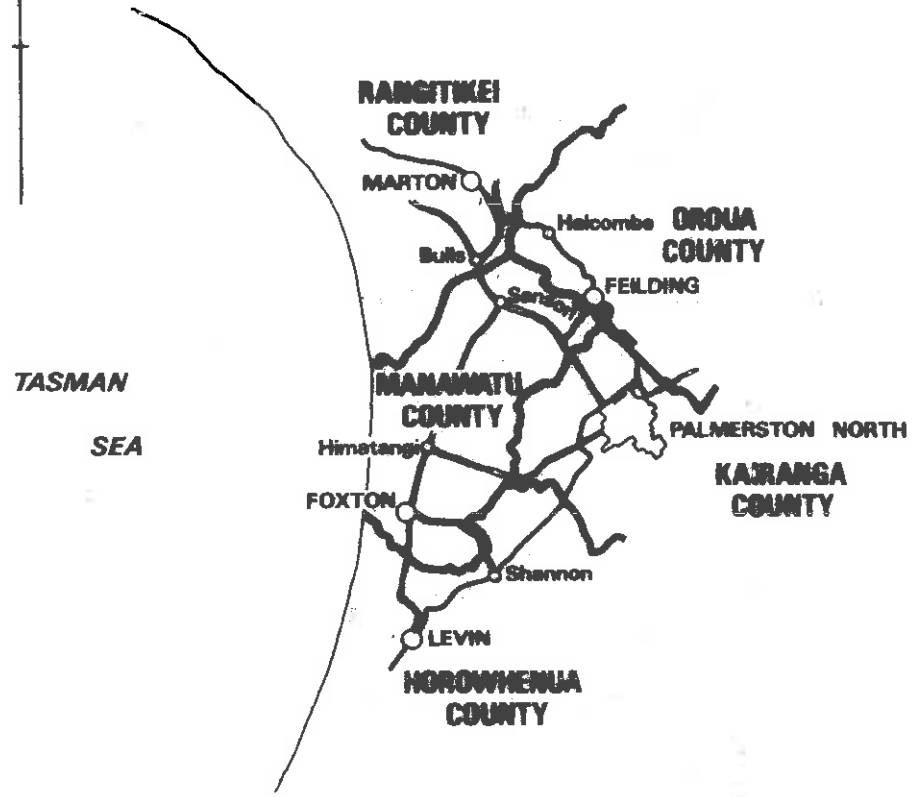 RANGITIKEI
COUNTY
MARTON
Halcombe
OROUA
COUNTY
Bulls
FEILDING
Sanson
TASMAN
SEA
MANAWATU
COUNTY
PALMERSTON NORTH
Himatangi
KAIRANGA
COUNTY
FOXTON
Shannon
LEVIN
HOROWHENUA
COUNTY